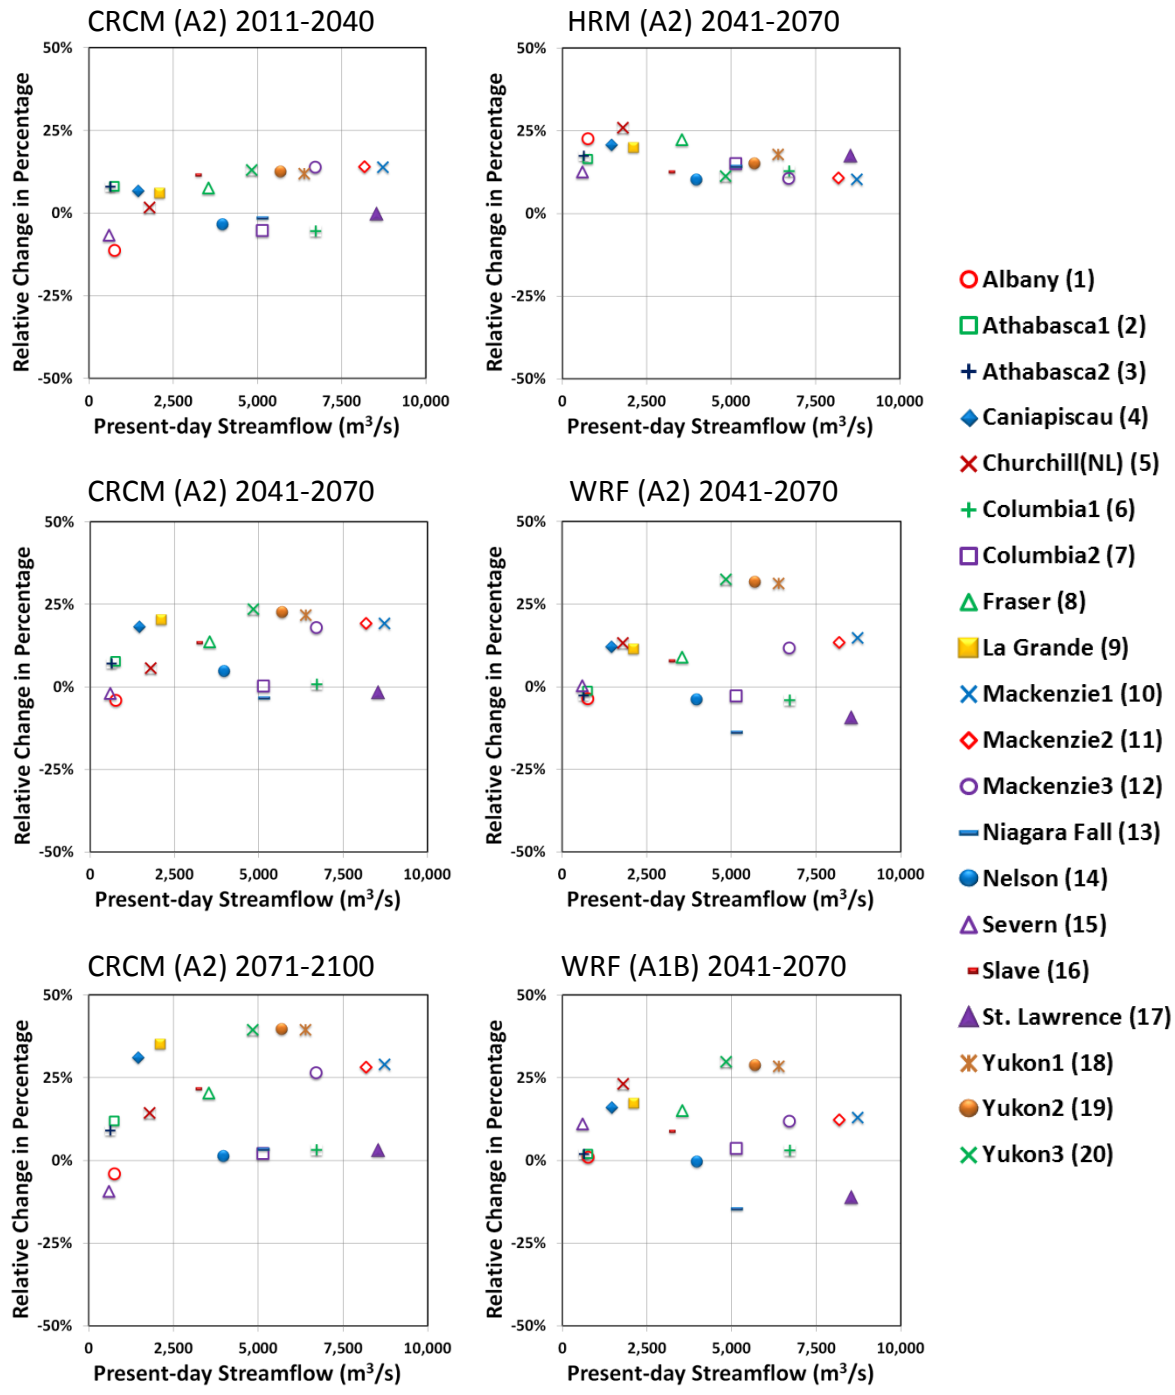 CRCM (A2) 2011-2040
50%
25%
0%
-25%
-50%
Relative Change in Percentage
0 2,500 5,000 7,500 10,000
Present-day Streamflow (m³/s)
HRM (A2) 2041-2070
50%
25%
0%
-25%
-50%
Relative Change in Percentage
0 2,500 5,000 7,500 10,000
Present-day Streamflow (m³/s)
CRCM (A2) 2041-2070
50%
25%
0%
-25%
-50%
Relative Change in Percentage
0 2,500 5,000 7,500 10,000
Present-day Streamflow (m³/s)
WRF (A2) 2041-2070
50%
25%
0%
-25%
-50%
Relative Change in Percentage
0 2,500 5,000 7,500 10,000
Present-day Streamflow (m³/s)
CRCM (A2) 2071-2100
50%
25%
0%
-25%
-50%
Relative Change in Percentage
0 2,500 5,000 7,500 10,000
Present-day Streamflow (m³/s)
WRF (A1B) 2041-2070
50%
25%
0%
-25%
-50%
Relative Change in Percentage
0 2,500 5,000 7,500 10,000
Present-day Streamflow (m³/s)
Albany (1)
Athabasca1 (2)
Athabasca2 (3)
Caniapiscau (4)
Churchill(NL) (5)
Columbia1 (6)
Columbia2 (7)
Fraser (8)
La Grande (9)
Mackenzie1 (10)
Mackenzie2 (11)
Mackenzie3 (12)
Niagara Fall (13)
Nelson (14)
Severn (15)
Slave (16)
St. Lawrence (17)
Yukon1 (18)
Yukon2 (19)
Yukon3 (20)